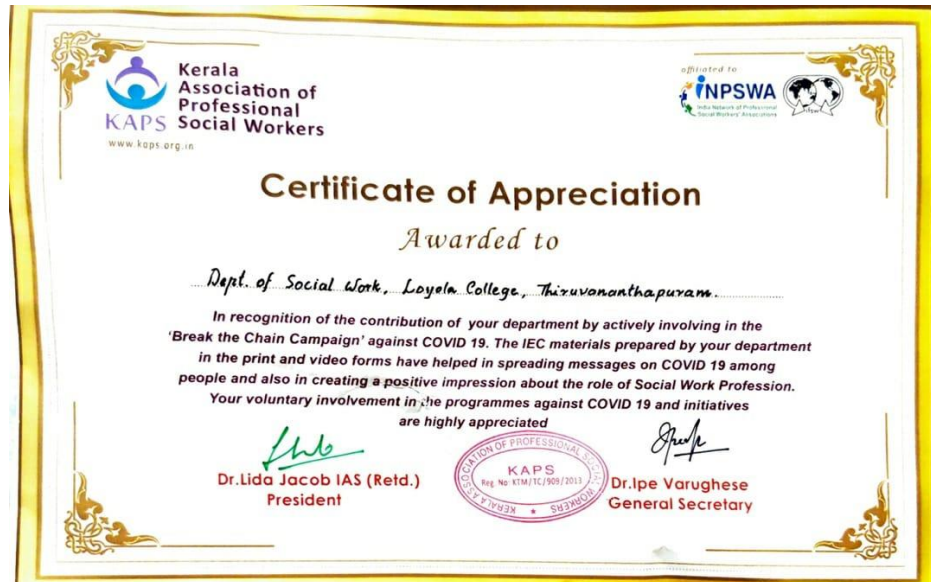 Kerala
Association of
Professional
Social Workers
KAPS
www.kaps.org.in
affiliated to
iNPSWA
India Network of Professional
Social Workers' Associations
Certificate of Appreciation
Awarded to
Dept. of Social Work, Loyola College, Thiruvananthapuram.
In recognition of the contribution of your department by actively involving in the
'Break the Chain Campaign' against COVID 19. The IEC materials prepared by your department
in the print and video forms have helped in spreading messages on COVID 19 among
people and also in creating a positive impression about the role of Social Work Profession.
Your voluntary involvement in the programmes against COVID 19 and initiatives
are highly appreciated
Dr.Lida Jacob IAS (Retd.)
President
KERALA ASSOCIATION OF PROFESSIONAL SOCIAL WORKERS
KAPS
Reg. No: KTM/TC/909/2013
Dr.Ipe Varughese
General Secretary